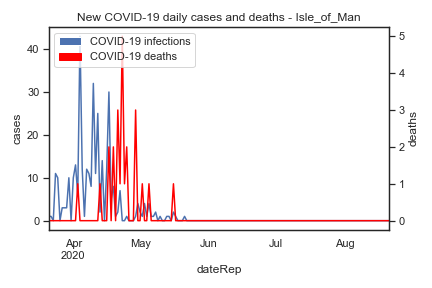 New COVID-19 daily cases and deaths - Isle_of_Man
COVID-19 infections
COVID-19 deaths
cases
40
30
20
10
0
deaths
5
4
3
2
1
0
Apr May Jun Jul Aug
2020
dateRep